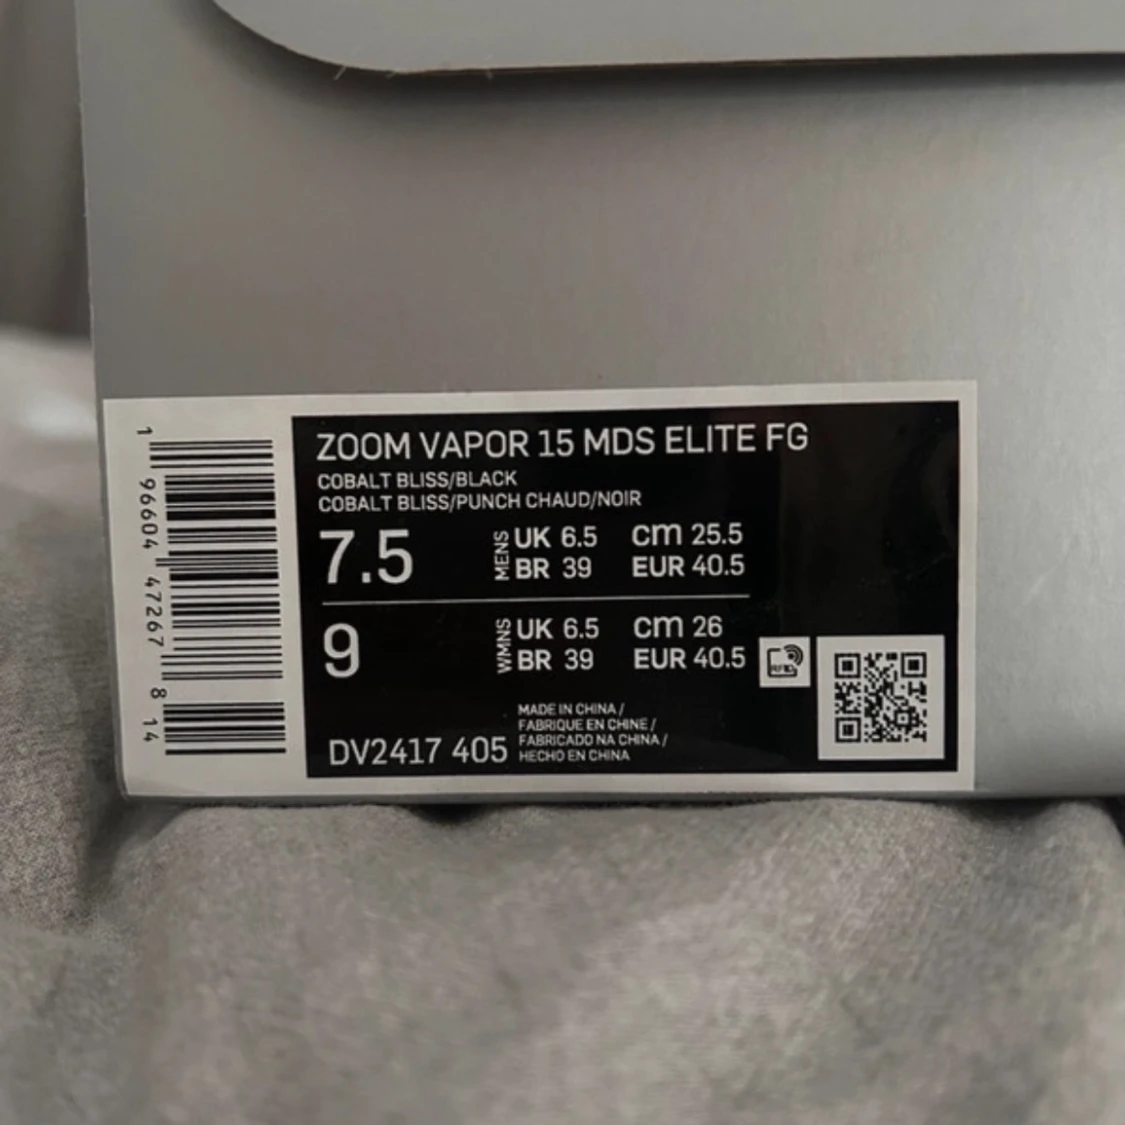 1 96604 47267 8 14
ZOOM VAPOR 15 MDS ELITE FG
COBALT BLISS/BLACK
COBALT BLISS/PUNCH CHAUD/NOIR
7.5 MENS UK 6.5 cm 25.5
BR 39 EUR 40.5
9 WMNS UK 6.5 cm 26
BR 39 EUR 40.5
RFID
MADE IN CHINA /
FABRIQUE EN CHINE /
FABRICADO NA CHINA /
DV2417 405 HECHO EN CHINA